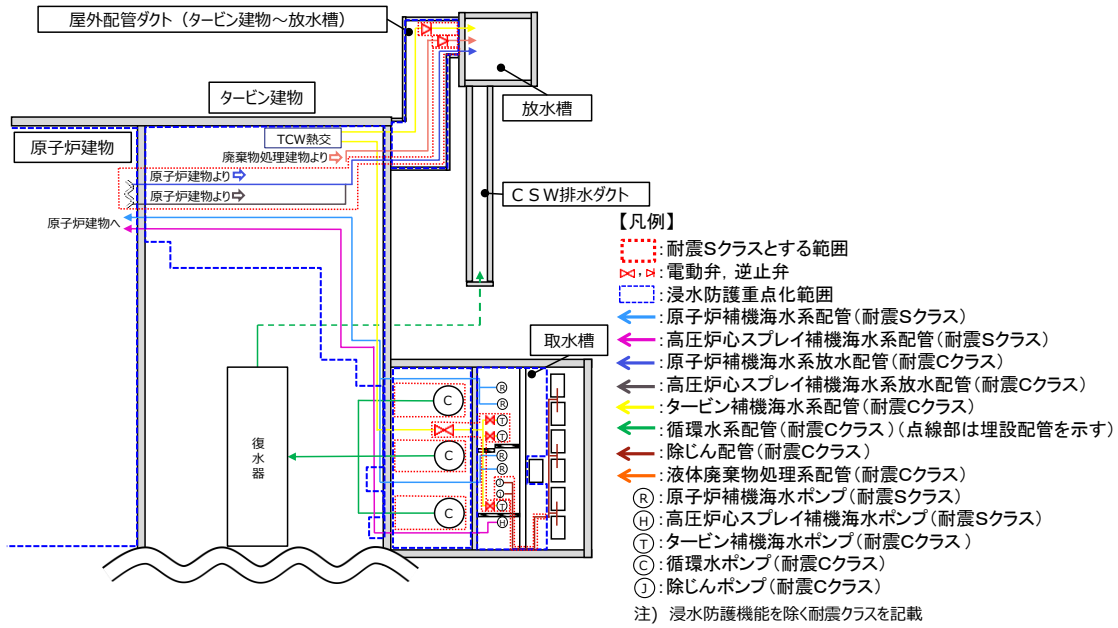 屋外配管ダクト（タービン建物～放水槽）
タービン建物
放水槽
原子炉建物
TCW熱交
廃棄物処理建物より
原子炉建物より
原子炉建物より
原子炉建物へ
ＣＳＷ排水ダクト
取水槽
復水器
C
C
C
R
R
T
T
R
R
J
J
T
H
【凡例】
:耐震Sクラスとする範囲
, :電動弁，逆止弁
:浸水防護重点化範囲
:原子炉補機海水系配管（耐震Sクラス）
:高圧炉心スプレイ補機海水系配管（耐震Sクラス）
:原子炉補機海水系放水配管（耐震Cクラス）
:高圧炉心スプレイ補機海水系放水配管（耐震Cクラス）
:タービン補機海水系配管（耐震Cクラス）
:循環水系配管（耐震Cクラス）（点線部は埋設配管を示す）
:除じん配管（耐震Cクラス）
:液体廃棄物処理系配管（耐震Cクラス）
R:原子炉補機海水ポンプ（耐震Sクラス）
H:高圧炉心スプレイ補機海水ポンプ（耐震Sクラス）
T:タービン補機海水ポンプ（耐震Cクラス）
C:循環水ポンプ（耐震Cクラス）
J:除じんポンプ（耐震Cクラス）
注） 浸水防護機能を除く耐震クラスを記載